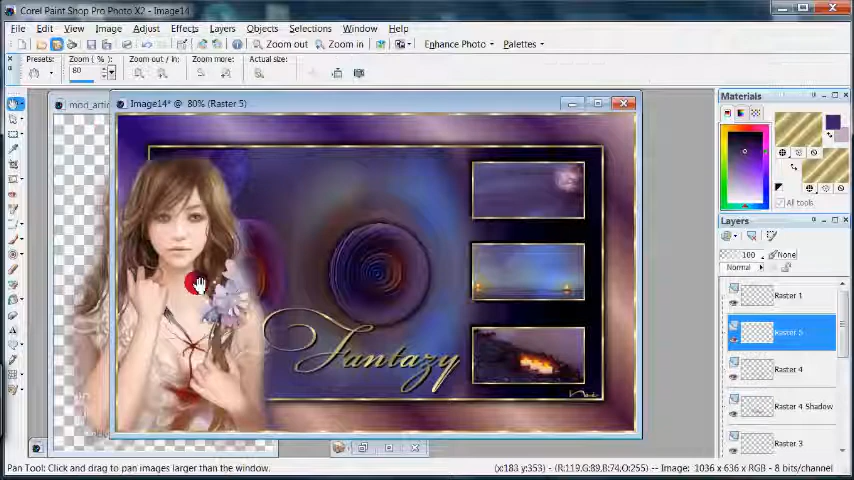 Corel Paint Shop Pro Photo X2 - Image14
File Edit View Image Adjust Effects Layers Objects Selections Window Help
Zoom out Zoom in Enhance Photo Palettes
Presets: Zoom ( % ): Zoom out / in: Zoom more: Actual size:
80
mod_artic
Image14* @ 80% (Raster 5)
Fantazy
Materials
All tools
Layers
100 None
Normal
Raster 1
Raster 5
Raster 4
Raster 4 Shadow
Raster 3
Pan Tool: Click and drag to pan images larger than the window.
(x:183 y:353) - (R:119,G:89,B:74,O:255) -- Image: 1036 x 636 x RGB - 8 bits/channel